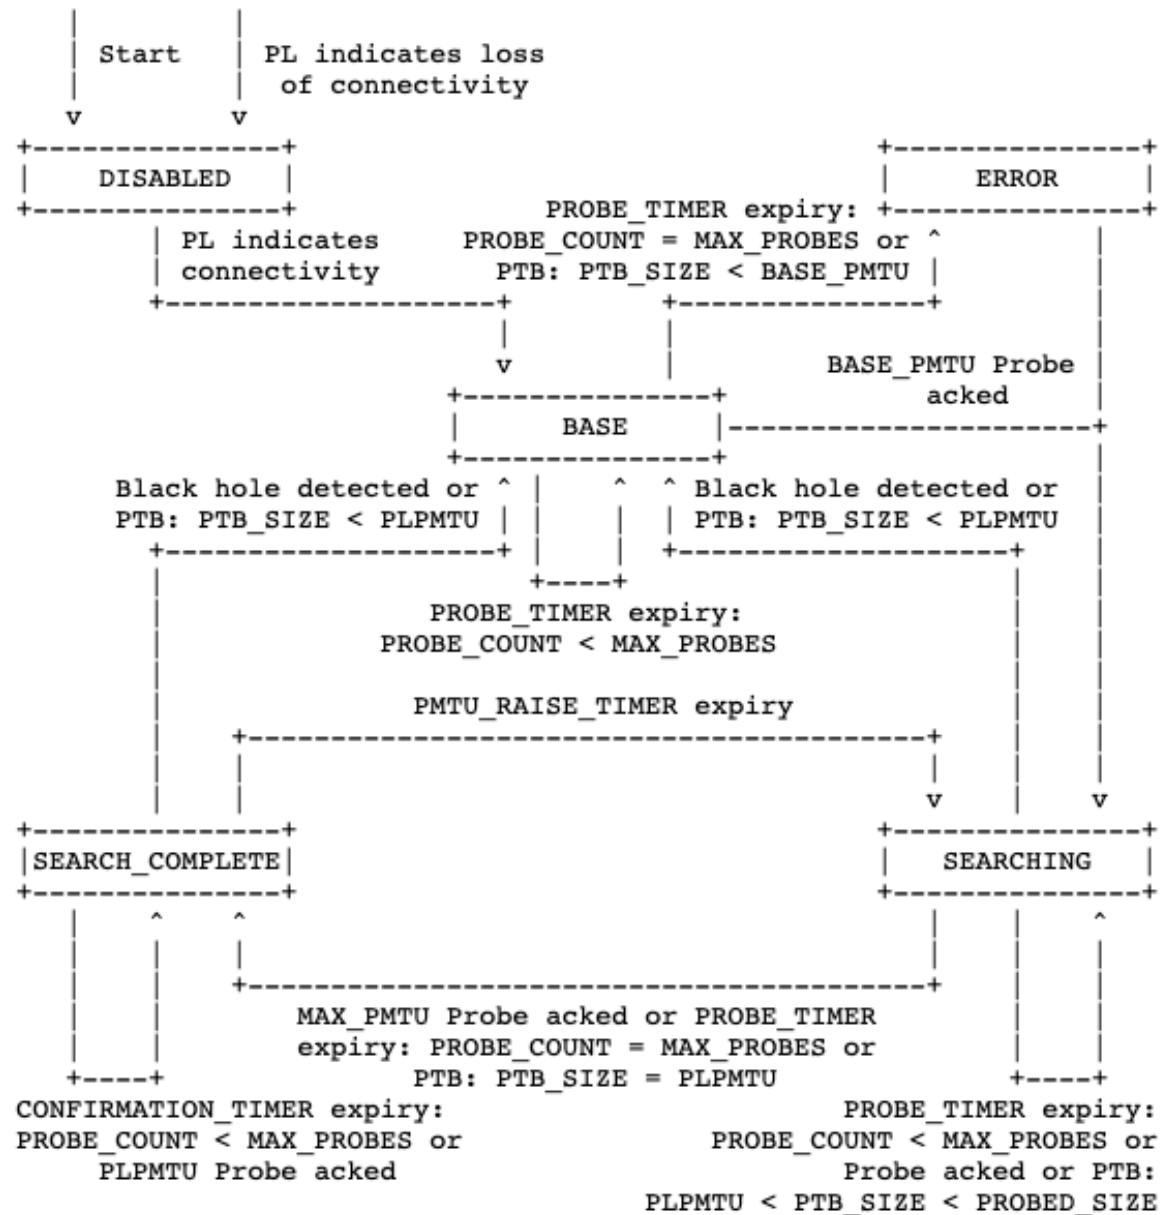 Start PL indicates loss
of connectivity
DISABLED ERROR
PROBE_TIMER expiry:
PL indicates PROBE_COUNT = MAX_PROBES or
connectivity PTB: PTB_SIZE < BASE_PMTU
BASE_PMTU Probe
acked
BASE
Black hole detected or Black hole detected or
PTB: PTB_SIZE < PLPMTU PTB: PTB_SIZE < PLPMTU
PROBE_TIMER expiry:
PROBE_COUNT < MAX_PROBES
PMTU_RAISE_TIMER expiry
SEARCH_COMPLETE SEARCHING
MAX_PMTU Probe acked or PROBE_TIMER
expiry: PROBE_COUNT = MAX_PROBES or
PTB: PTB_SIZE = PLPMTU
CONFIRMATION_TIMER expiry: PROBE_TIMER expiry:
PROBE_COUNT < MAX_PROBES or PROBE_COUNT < MAX_PROBES or
PLPMTU Probe acked Probe acked or PTB:
PLPMTU < PTB_SIZE < PROBED_SIZE